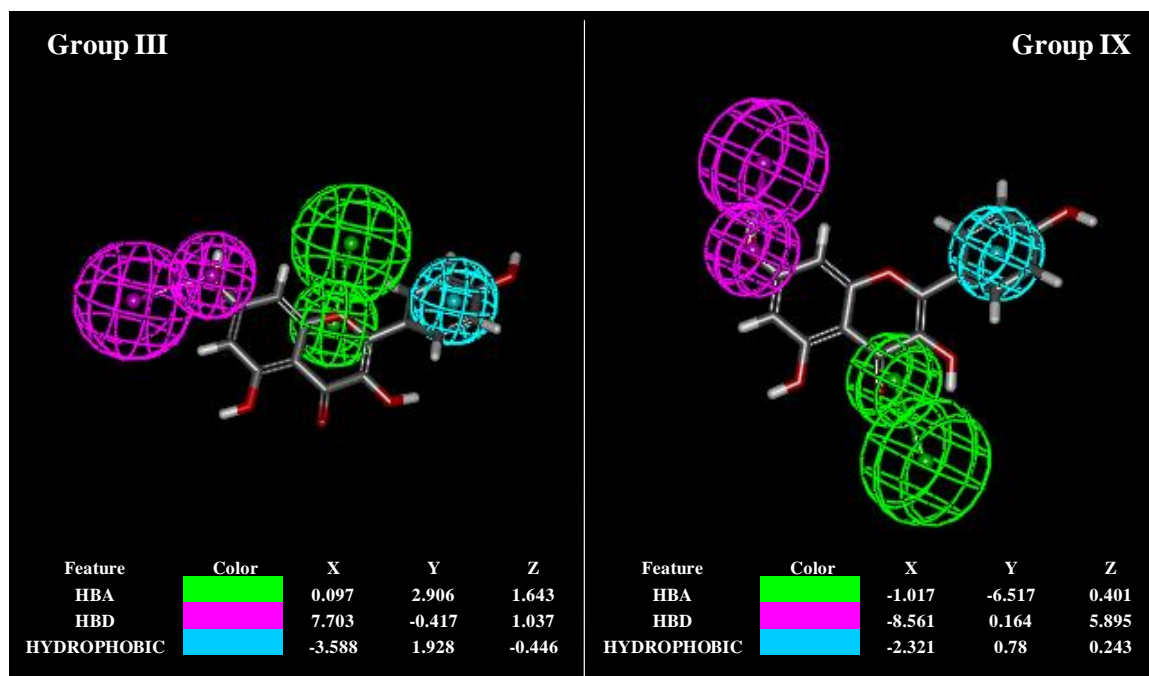 Group III
Feature Color X Y Z
HBA 0.097 2.906 1.643
HBD 7.703 -0.417 1.037
HYDROPHOBIC -3.588 1.928 -0.446
Group IX
Feature Color X Y Z
HBA -1.017 -6.517 0.401
HBD -8.561 0.164 5.895
HYDROPHOBIC -2.321 0.78 0.243